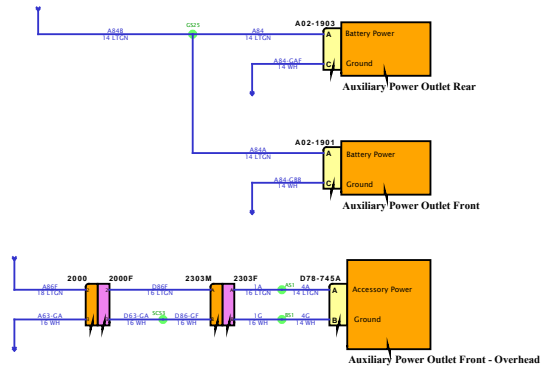 GS25
A02-1903
A84B
14 LTGN
A84
14 LTGN
A
Battery Power
A84-GAF
14 WH
C
Ground
Auxiliary Power Outlet Rear
A02-1901
A84A
14 LTGN
A
Battery Power
A84-GBB
14 WH
C
Ground
Auxiliary Power Outlet Front
2000
2000F
2303M
2303F
D78-745A
A86F
18 LTGN
D86F
16 LTGN
1A
16 LTGN
AS1
4A
14 LTGN
A
Accessory Power
A63-GA
16 WH
D63-GA
16 WH
SC53
D86-GF
16 WH
1G
16 WH
BS1
4G
14 WH
B
Ground
Auxiliary Power Outlet Front - Overhead